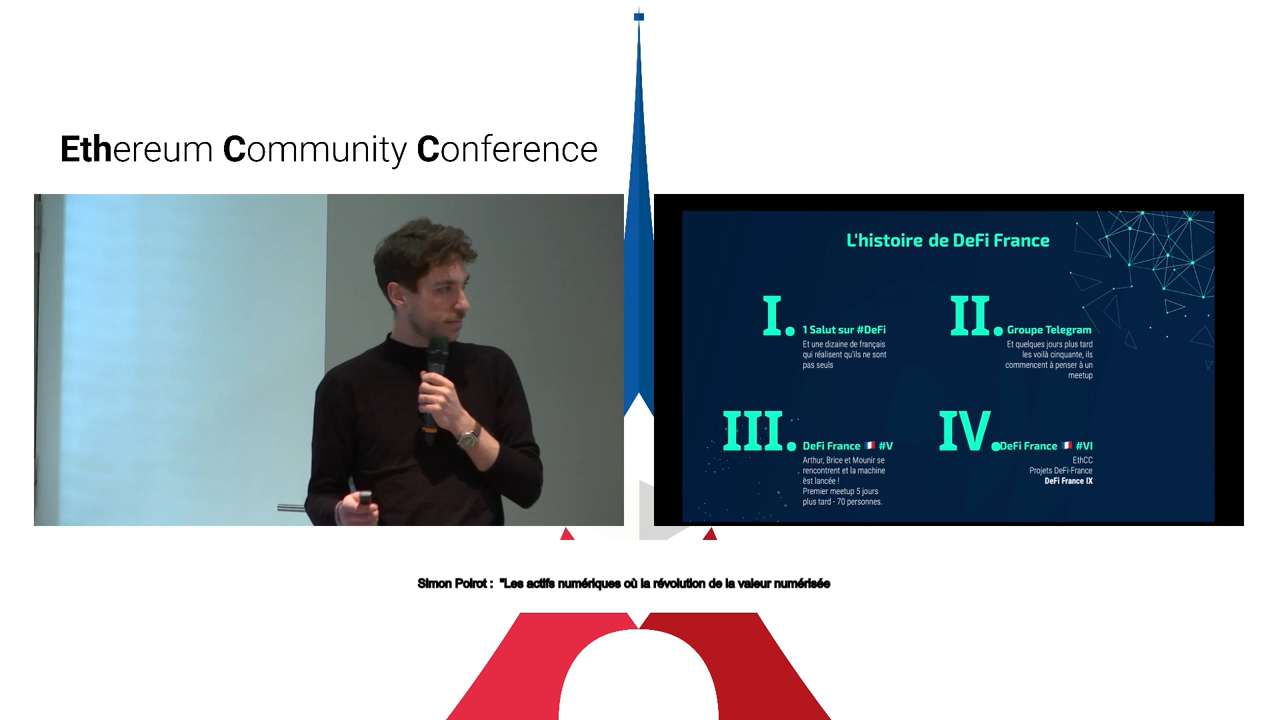 Ethereum Community Conference
L'histoire de DeFi France
I.
1 Salut sur #DeFi
Et une dizaine de français
qui réalisent qu'ils ne sont
pas seuls
II.
Groupe Telegram
Et quelques jours plus tard
les voilà cinquante, ils
commencent à penser à un
meetup
III.
DeFi France 🇫🇷 #V
Arthur, Brice et Mounir se
rencontrent et la machine
est lancée !
Premier meetup 5 jours
plus tard - 70 personnes.
IV.
DeFi France 🇫🇷 #VI
EthCC
Projets DeFi-France
DeFi France IX
Simon Poirot : "Les actifs numériques où la révolution de la valeur numérisée